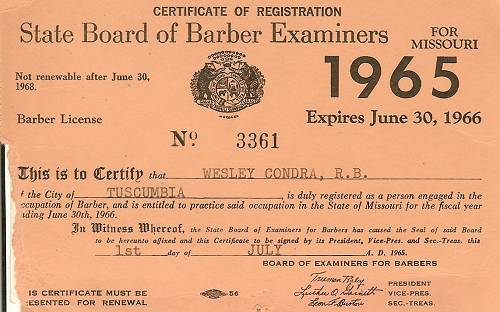 CERTIFICATE OF REGISTRATION
State Board of Barber Examiners
FOR
MISSOURI
Not renewable after June 30,
1968.
1965
Barber License
Expires June 30, 1966
No. 3361
This is to Certify that WESLEY CONDRA, R.B.
f the City of TUSCUMBIA, is duly registered as a person engaged in the
ccupation of Barber, and is entitled to practice said occupation in the State of Missouri for the fiscal year
nding June 30th, 1966.
In Witness Whereof, the State Board of Examiners for Barbers has caused the Seal of said Board
to be hereunto affixed and this Certificate to be signed by its President, Vice-Pres. and Sec.-Treas. this
1st day of JULY A. D. 1965.
BOARD OF EXAMINERS FOR BARBERS
PRESIDENT
VICE-PRES.
SEC.-TREAS.
IS CERTIFICATE MUST BE
ESENTED FOR RENEWAL
56